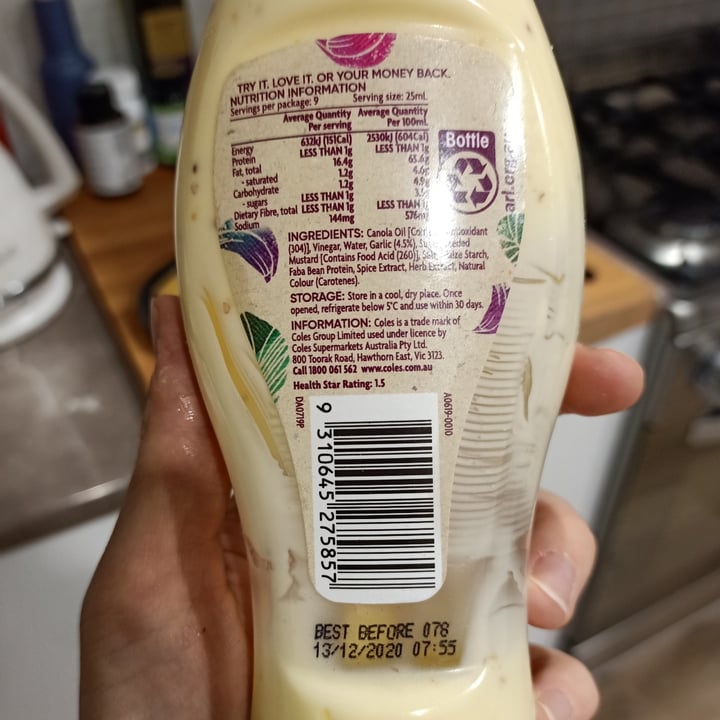 TRY IT. LOVE IT. OR YOUR MONEY BACK.
NUTRITION INFORMATION
Servings per package: 9 Serving size: 25mL
Average Quantity Per serving Average Quantity Per 100mL
Energy 632kJ (151Cal) 2530kJ (604Cal)
Protein LESS THAN 1g LESS THAN 1g
Fat, total 16.4g
- saturated 1.2g
Carbohydrate 1.2g 4.9g
- sugars LESS THAN 1g
Dietary Fibre, total LESS THAN 1g LESS THAN 1g
Sodium 144mg
Bottle
arl.org
INGREDIENTS: Canola Oil
(304)], Vinegar, Water, Garlic (4.5%),
Mustard [Contains Food Acid (260)], Starch,
Faba Bean Protein, Spice Extract, Herb Extract, Natural
Colour (Carotenes).
STORAGE: Store in a cool, dry place. Once
opened, refrigerate below 5°C and use within 30 days.
INFORMATION: Coles is a trade mark of
Coles Group Limited used under licence by
Coles Supermarkets Australia Pty Ltd.
800 Toorak Road, Hawthorn East, Vic 3123.
Call 1800 061 562 www.coles.com.au
Health Star Rating: 1.5
DA0719P
A0619-0010
9 310645 275857
BEST BEFORE 078
13/12/2020 07:55